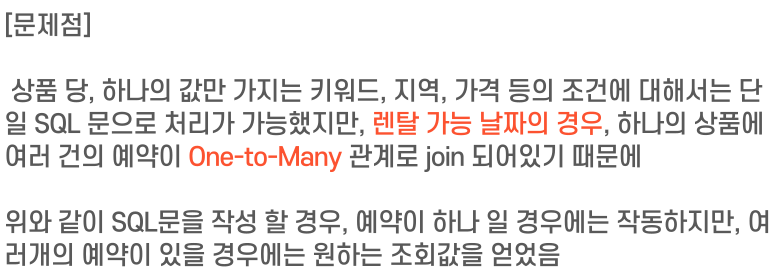 [문제점]
상품 당, 하나의 값만 가지는 키워드, 지역, 가격 등의 조건에 대해서는 단
일 SQL 문으로 처리가 가능했지만, 렌탈 가능 날짜의 경우, 하나의 상품에
여러 건의 예약이 One-to-Many 관계로 join 되어있기 때문에
위와 같이 SQL문을 작성 할 경우, 예약이 하나 일 경우에는 작동하지만, 여
러개의 예약이 있을 경우에는 원하는 조회값을 얻었음